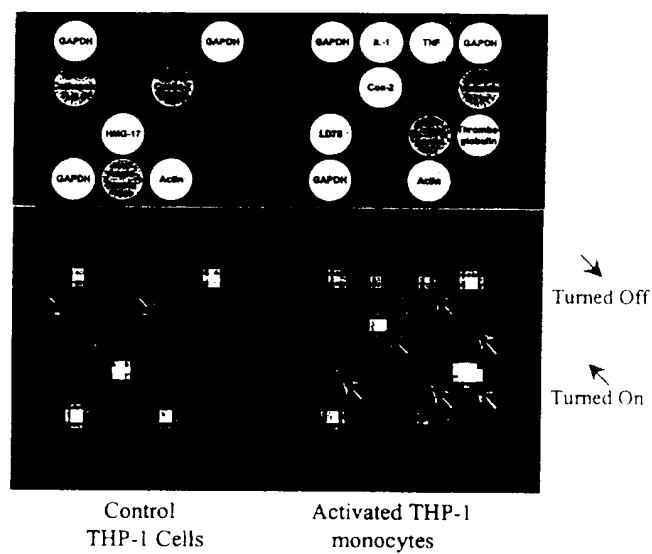 GAPDH GAPDH GAPDH IL-1 TNF GAPDH
Cox-2
HMG-17 LD78 Thrombo
globulin
GAPDH Actin GAPDH Actin
Turned Off
Turned On
Control
THP-1 Cells
Activated THP-1
monocytes